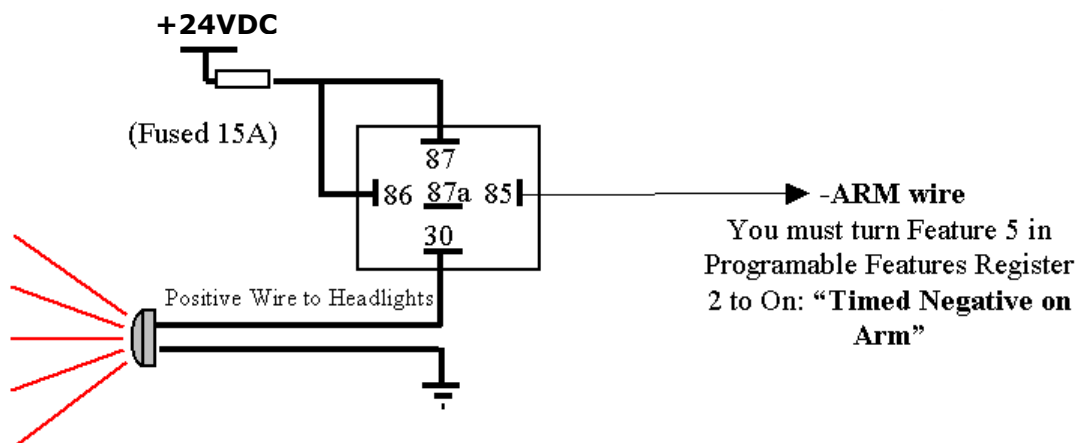 +24VDC
(Fused 15A)
87
86 87a 85
30
-ARM wire
You must turn Feature 5 in
Programable Features Register
2 to On: “Timed Negative on
Arm”
Positive Wire to Headlights